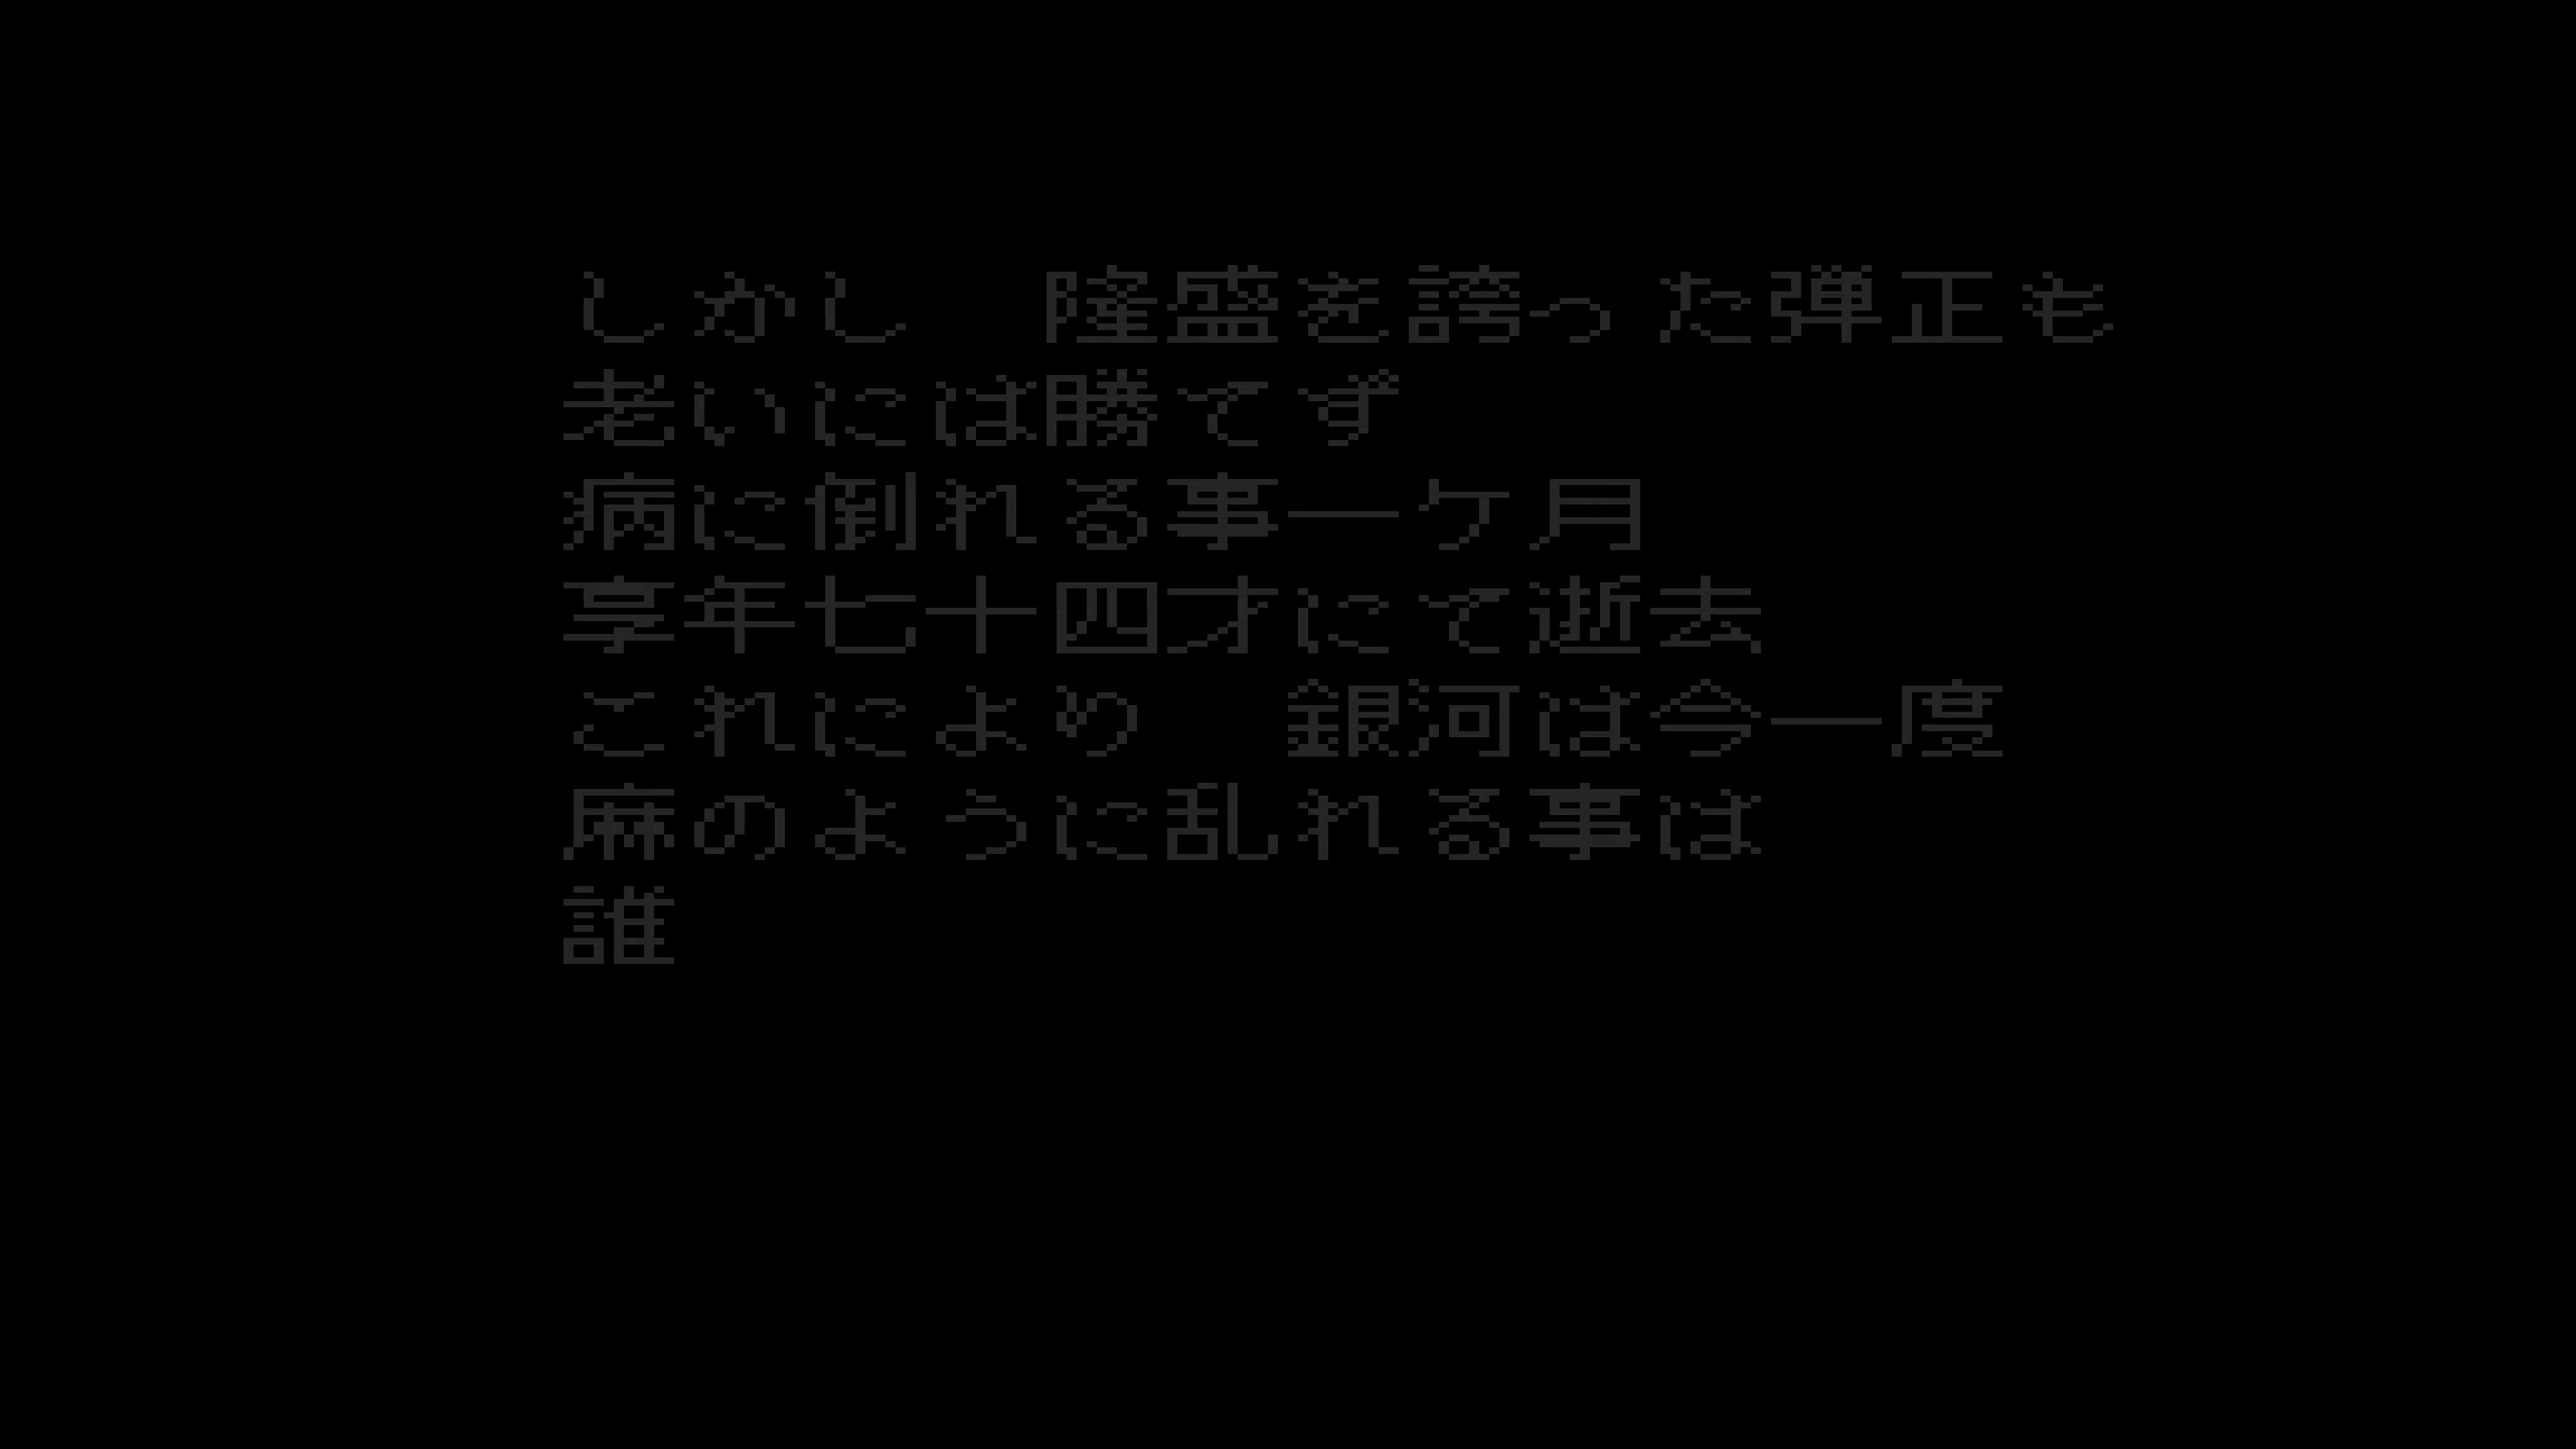 しかし　隆盛を誇った弾正も
老いには勝てず
病に倒れる事一ケ月
享年七十四才にて逝去
これにより　銀河は今一度
麻のように乱れる事は
誰